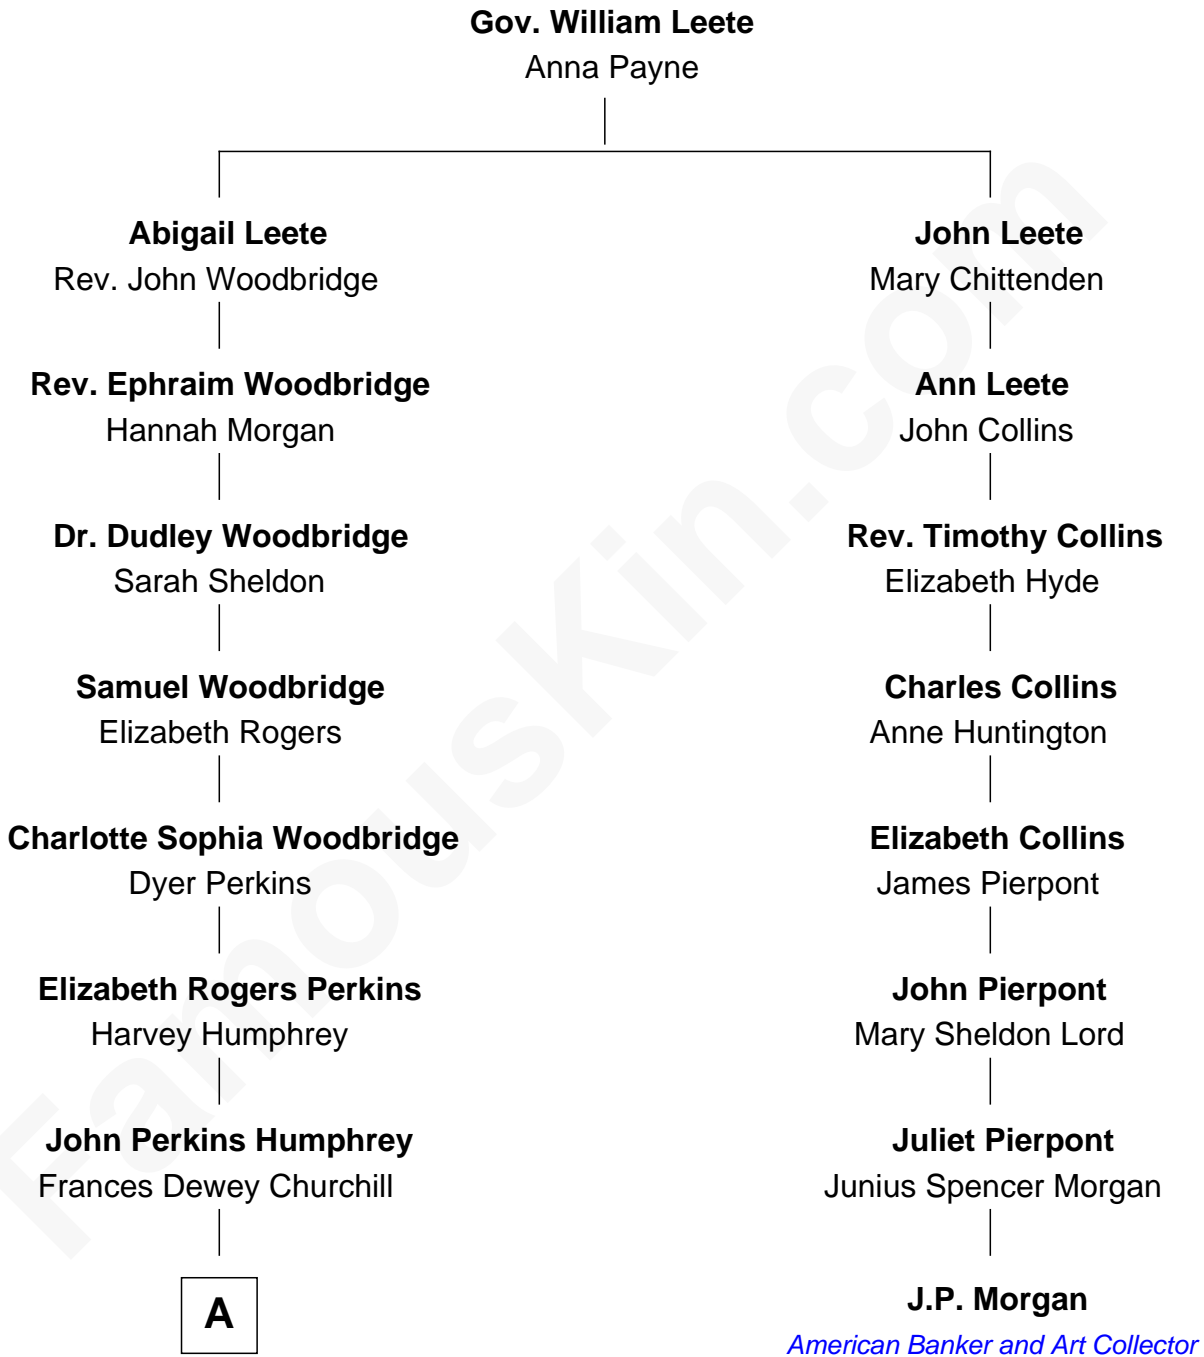 Gov. William Leete
Anna Payne
Abigail Leete
Rev. John Woodbridge
John Leete
Mary Chittenden
Rev. Ephraim Woodbridge
Hannah Morgan
Ann Leete
John Collins
Dr. Dudley Woodbridge
Sarah Sheldon
Rev. Timothy Collins
Elizabeth Hyde
Samuel Woodbridge
Elizabeth Rogers
Charles Collins
Anne Huntington
Charlotte Sophia Woodbridge
Dyer Perkins
Elizabeth Collins
James Pierpont
Elizabeth Rogers Perkins
Harvey Humphrey
John Pierpont
Mary Sheldon Lord
John Perkins Humphrey
Frances Dewey Churchill
Juliet Pierpont
Junius Spencer Morgan
A
J.P. Morgan
American Banker and Art Collector
FamousKin.com